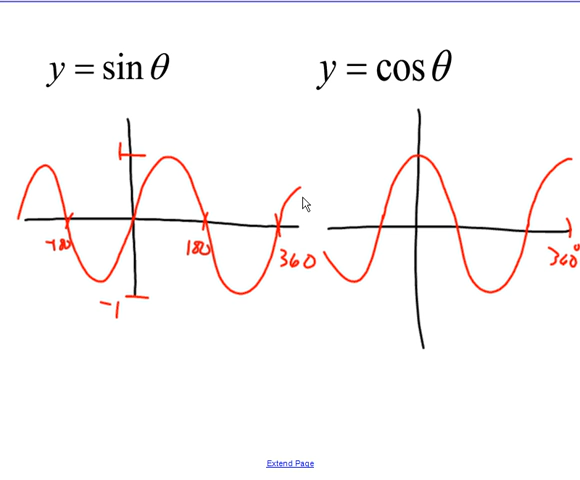 y = sin θ
y = cos θ
1
-180
180
360
360°
-1
Extend Page